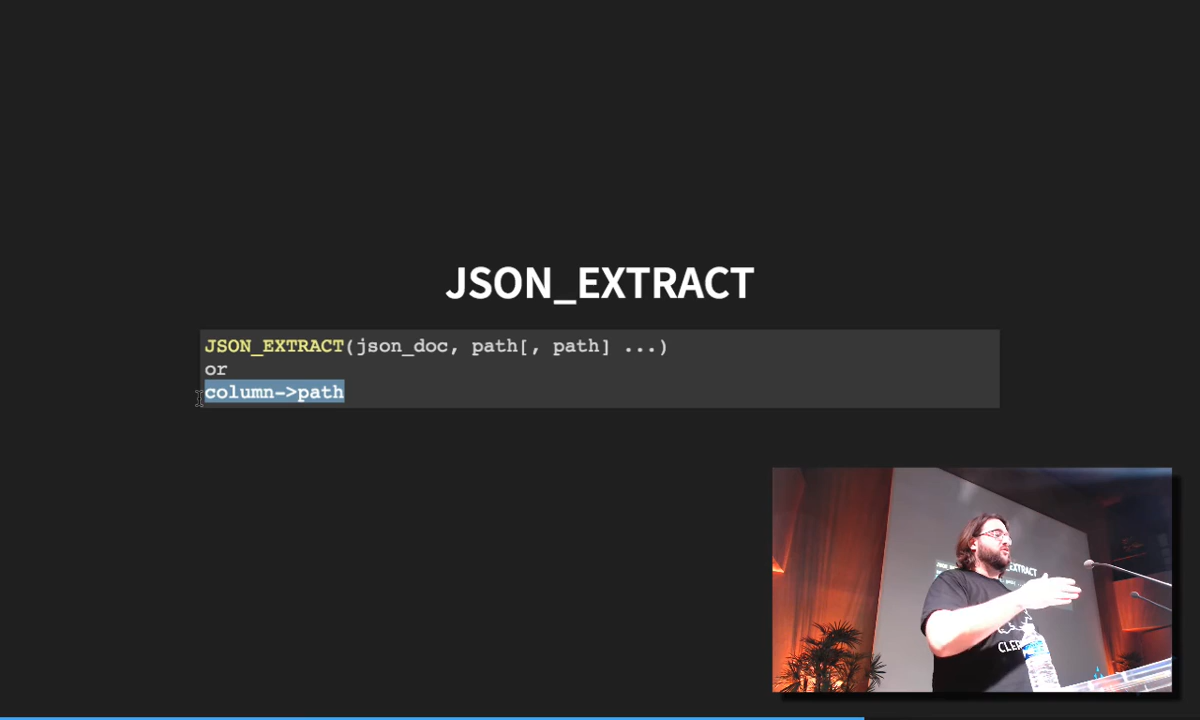 JSON_EXTRACT
JSON_EXTRACT(json_doc, path[, path] ...)
or
column->path